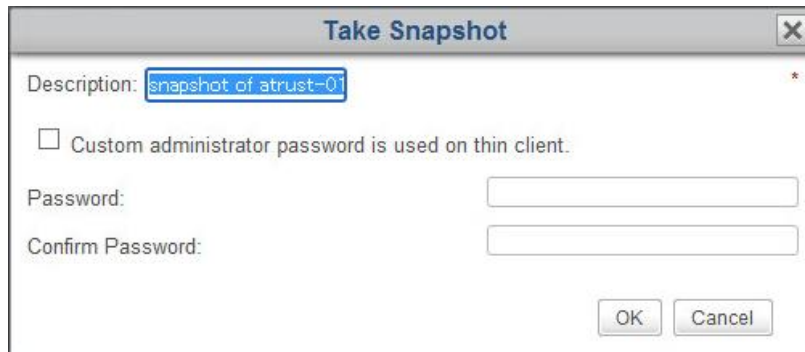 Take Snapshot
Description: snapshot of atrust-01 *
Custom administrator password is used on thin client.
Password:
Confirm Password:
OK Cancel